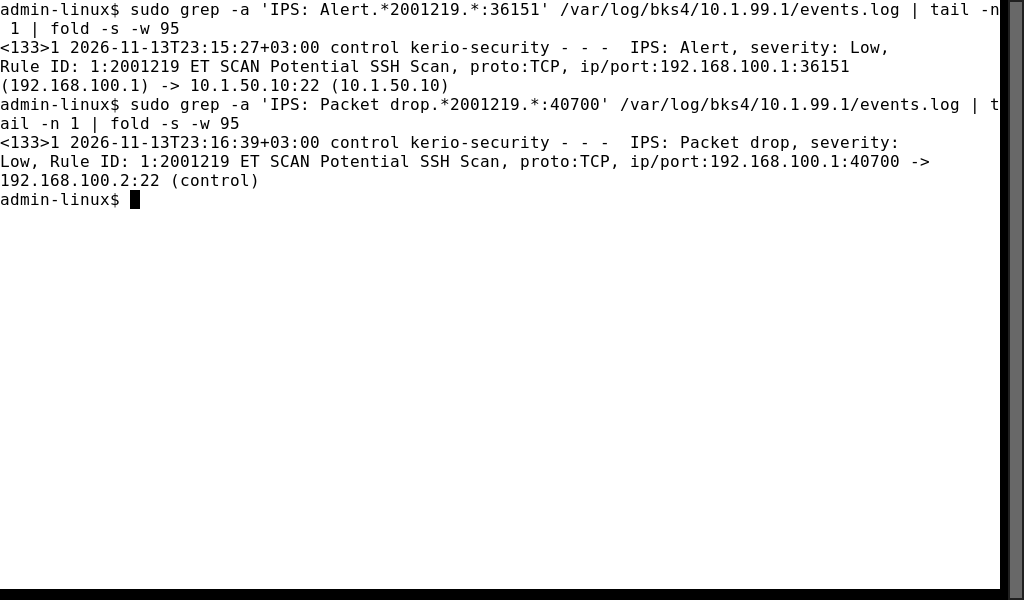 admin-linux$ sudo grep -a 'IPS: Alert.*2001219.*:36151' /var/log/bks4/10.1.99.1/events.log | tail -n
 1 | fold -s -w 95
<133>1 2026-11-13T23:15:27+03:00 control kerio-security - - -  IPS: Alert, severity: Low,
Rule ID: 1:2001219 ET SCAN Potential SSH Scan, proto:TCP, ip/port:192.168.100.1:36151
(192.168.100.1) -> 10.1.50.10:22 (10.1.50.10)
admin-linux$ sudo grep -a 'IPS: Packet drop.*2001219.*:40700' /var/log/bks4/10.1.99.1/events.log | t
ail -n 1 | fold -s -w 95
<133>1 2026-11-13T23:16:39+03:00 control kerio-security - - -  IPS: Packet drop, severity:
Low, Rule ID: 1:2001219 ET SCAN Potential SSH Scan, proto:TCP, ip/port:192.168.100.1:40700 ->
192.168.100.2:22 (control)
admin-linux$